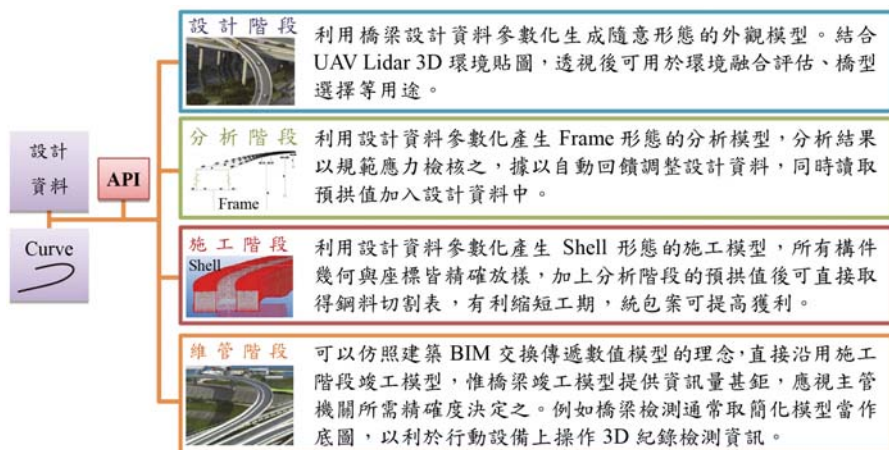 設計
資料
Curve
API
設計階段
利用橋梁設計資料參數化生成隨意形態的外觀模型。結合
UAV Lidar 3D 環境貼圖，透視後可用於環境融合評估、橋型
選擇等用途。
分析階段
Frame
利用設計資料參數化產生 Frame 形態的分析模型，分析結果
以規範應力檢核之，據以自動回饋調整設計資料，同時讀取
預拱值加入設計資料中。
施工階段
Shell
利用設計資料參數化產生 Shell 形態的施工模型，所有構件
幾何與座標皆精確放樣，加上分析階段的預拱值後可直接取
得鋼料切割表，有利縮短工期，統包案可提高獲利。
維管階段
可以仿照建築 BIM 交換傳遞數值模型的理念，直接沿用施工
階段竣工模型，惟橋梁竣工模型提供資訊量甚鉅，應視主管
機關所需精確度決定之。例如橋梁檢測通常取簡化模型當作
底圖，以利於行動設備上操作 3D 紀錄檢測資訊。